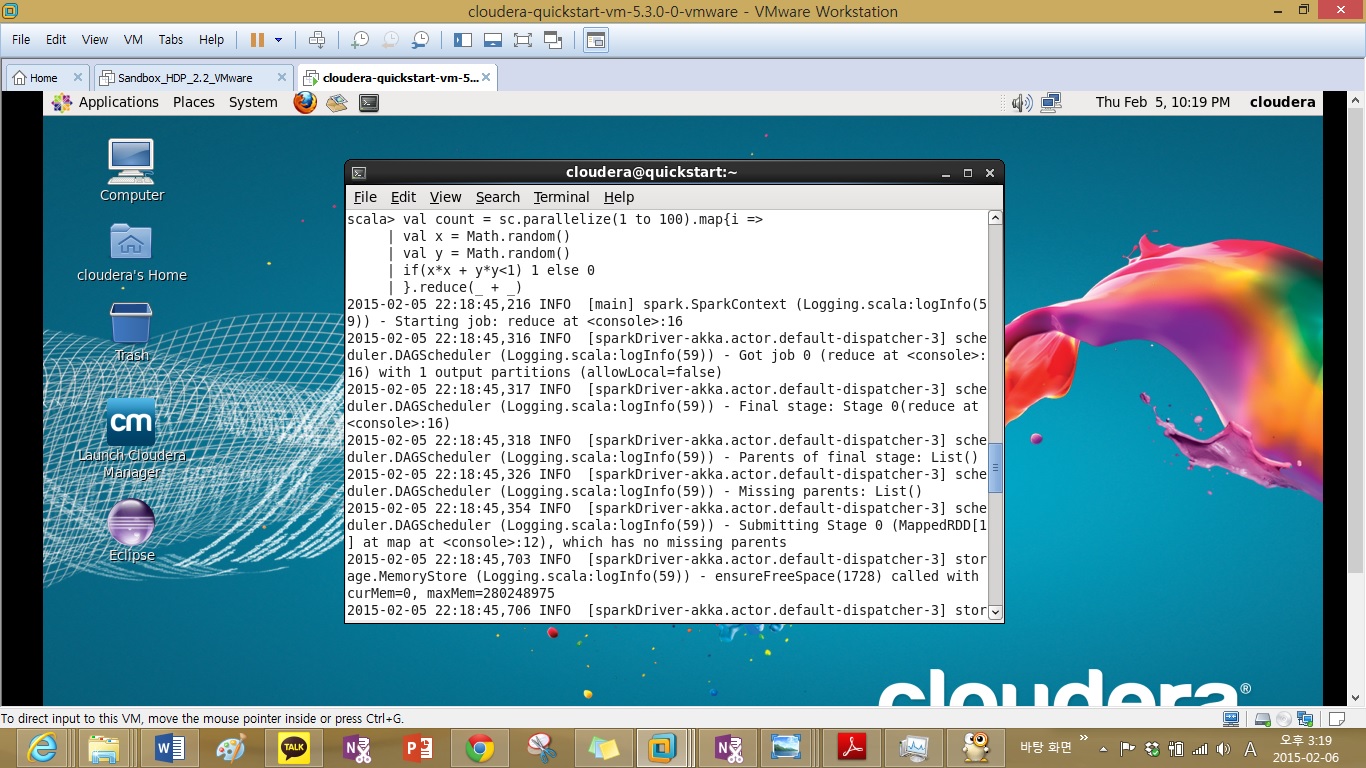 cloudera-quickstart-vm-5.3.0-0-vmware - VMware Workstation
File Edit View VM Tabs Help
Home Sandbox_HDP_2.2_VMware cloudera-quickstart-vm-5...
Applications Places System Thu Feb 5, 10:19 PM cloudera
Computer
cloudera's Home
Trash
cm
Launch Cloudera
Manager
Eclipse
cloudera@quickstart:~
File Edit View Search Terminal Help
scala> val count = sc.parallelize(1 to 100).map{i =>
| val x = Math.random()
| val y = Math.random()
| if(x*x + y*y<1) 1 else 0
| }.reduce(_ + _)
2015-02-05 22:18:45,216 INFO [main] spark.SparkContext (Logging.scala:logInfo(5
9)) - Starting job: reduce at <console>:16
2015-02-05 22:18:45,316 INFO [sparkDriver-akka.actor.default-dispatcher-3] sche
duler.DAGScheduler (Logging.scala:logInfo(59)) - Got job 0 (reduce at <console>:
16) with 1 output partitions (allowLocal=false)
2015-02-05 22:18:45,317 INFO [sparkDriver-akka.actor.default-dispatcher-3] sche
duler.DAGScheduler (Logging.scala:logInfo(59)) - Final stage: Stage 0(reduce at
<console>:16)
2015-02-05 22:18:45,318 INFO [sparkDriver-akka.actor.default-dispatcher-3] sche
duler.DAGScheduler (Logging.scala:logInfo(59)) - Parents of final stage: List()
2015-02-05 22:18:45,326 INFO [sparkDriver-akka.actor.default-dispatcher-3] sche
duler.DAGScheduler (Logging.scala:logInfo(59)) - Missing parents: List()
2015-02-05 22:18:45,354 INFO [sparkDriver-akka.actor.default-dispatcher-3] sche
duler.DAGScheduler (Logging.scala:logInfo(59)) - Submitting Stage 0 (MappedRDD[1
] at map at <console>:12), which has no missing parents
2015-02-05 22:18:45,703 INFO [sparkDriver-akka.actor.default-dispatcher-3] stor
age.MemoryStore (Logging.scala:logInfo(59)) - ensureFreeSpace(1728) called with
curMem=0, maxMem=280248975
2015-02-05 22:18:45,706 INFO [sparkDriver-akka.actor.default-dispatcher-3] stor
cloudera®
To direct input to this VM, move the mouse pointer inside or press Ctrl+G.
TALK
바탕 화면 » A 오후 3:19
2015-02-06